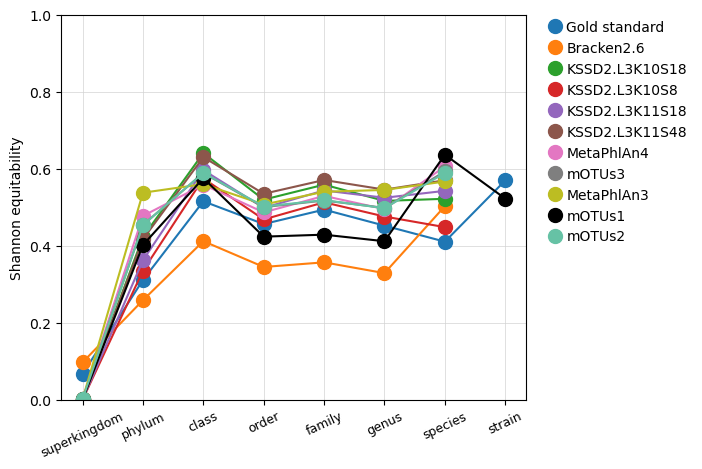 1.0
0.8
0.6
0.4
0.2
0.0
Shannon equitability
superkingdom
phylum
class
order
family
genus
species
strain
Gold standard
Bracken2.6
KSSD2.L3K10S18
KSSD2.L3K10S8
KSSD2.L3K11S18
KSSD2.L3K11S48
MetaPhlAn4
mOTUs3
MetaPhlAn3
mOTUs1
mOTUs2